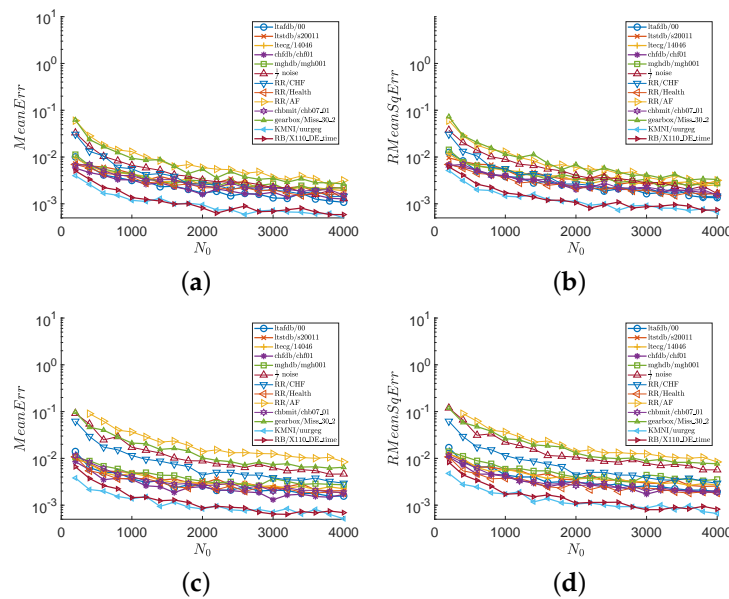 10^1
10^0
10^-1
10^-2
10^-3
MeanErr
0 1000 2000 3000 4000
N_0
ltafdb/00
ltstdb/s20011
ltecg/14046
chfdb/chf01
mghdb/mgh001
1/f noise
RR/CHF
RR/Health
RR/AF
chbmit/chb07_01
gearbox/Miss_30_2
KMNI/uurgeg
RB/X110_DE_time
(a)
10^1
10^0
10^-1
10^-2
10^-3
RMeanSqErr
0 1000 2000 3000 4000
N_0
ltafdb/00
ltstdb/s20011
ltecg/14046
chfdb/chf01
mghdb/mgh001
1/f noise
RR/CHF
RR/Health
RR/AF
chbmit/chb07_01
gearbox/Miss_30_2
KMNI/uurgeg
RB/X110_DE_time
(b)
10^1
10^0
10^-1
10^-2
10^-3
MeanErr
0 1000 2000 3000 4000
N_0
ltafdb/00
ltstdb/s20011
ltecg/14046
chfdb/chf01
mghdb/mgh001
1/f noise
RR/CHF
RR/Health
RR/AF
chbmit/chb07_01
gearbox/Miss_30_2
KMNI/uurgeg
RB/X110_DE_time
(c)
10^1
10^0
10^-1
10^-2
10^-3
RMeanSqErr
0 1000 2000 3000 4000
N_0
ltafdb/00
ltstdb/s20011
ltecg/14046
chfdb/chf01
mghdb/mgh001
1/f noise
RR/CHF
RR/Health
RR/AF
chbmit/chb07_01
gearbox/Miss_30_2
KMNI/uurgeg
RB/X110_DE_time
(d)